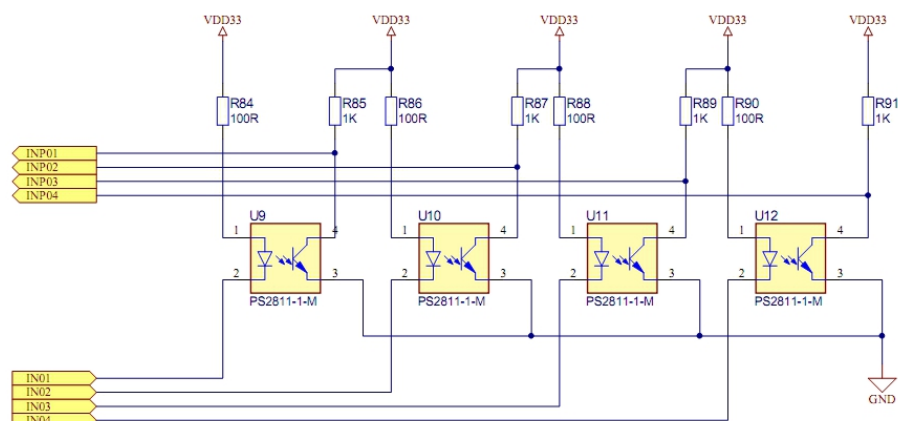 VDD33 VDD33 VDD33 VDD33 VDD33
R84 R85 R86 R87 R88 R89 R90 R91
100R 1K 100R 1K 100R 1K 100R 1K
INP01
INP02
INP03
INP04
U9 U10 U11 U12
1 4 1 4 1 4 1 4
2 3 2 3 2 3 2 3
PS2811-1-M PS2811-1-M PS2811-1-M PS2811-1-M
IN01
IN02
GND
IN03
IN04